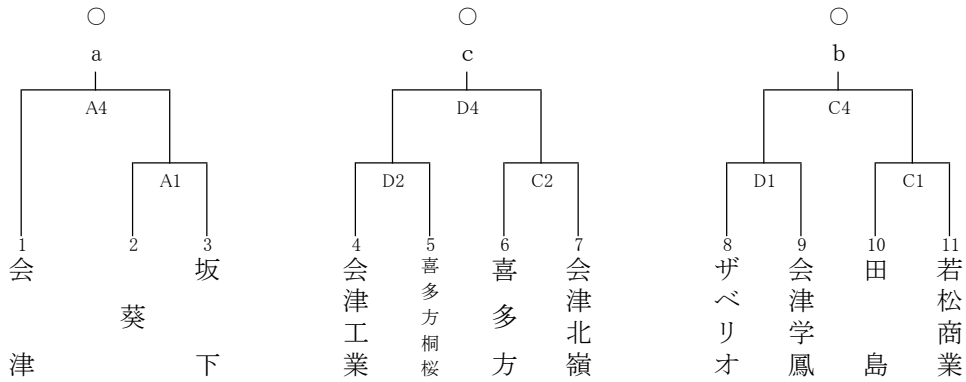 ○ ○ ○
a c b
A4 D4 C4
A1 D2 C2 D1 C1
1 2 3 4 5 6 7 8 9 10 11
会津
葵
坂下
会津工業
喜多方桐桜
喜多方
会津北嶺
ザベリオ
会津学鳳
田島
若松商業